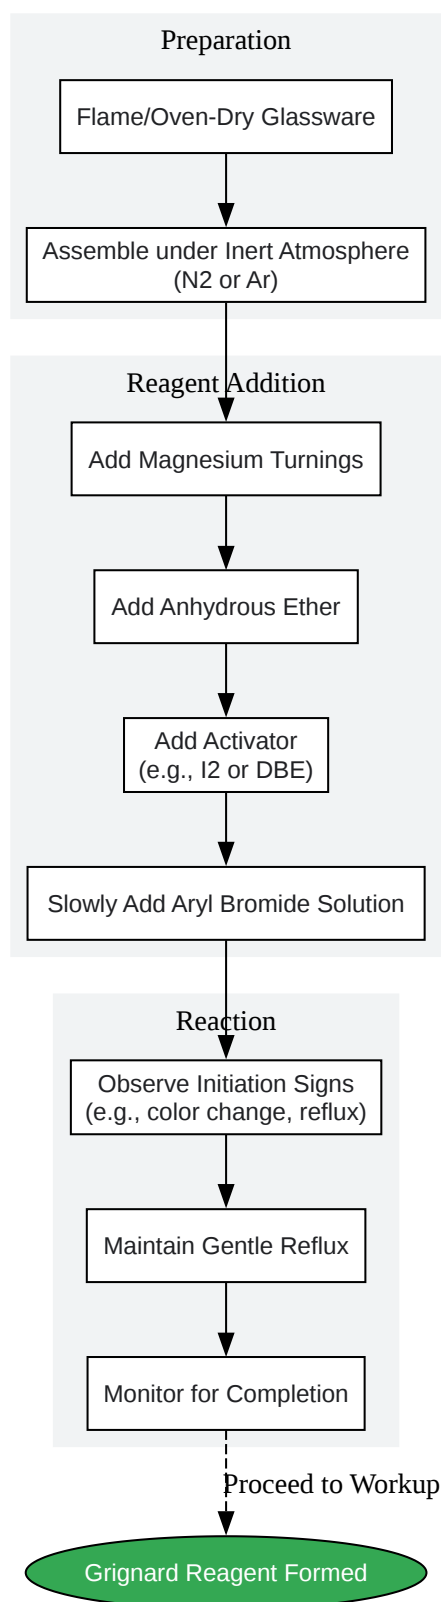 Preparation
Flame/Oven-Dry Glassware
Assemble under Inert Atmosphere
(N2 or Ar)
Reagent Addition
Add Magnesium Turnings
Add Anhydrous Ether
Add Activator
(e.g., I2 or DBE)
Slowly Add Aryl Bromide Solution
Reaction
Observe Initiation Signs
(e.g., color change, reflux)
Maintain Gentle Reflux
Monitor for Completion
Proceed to Workup
Grignard Reagent Formed